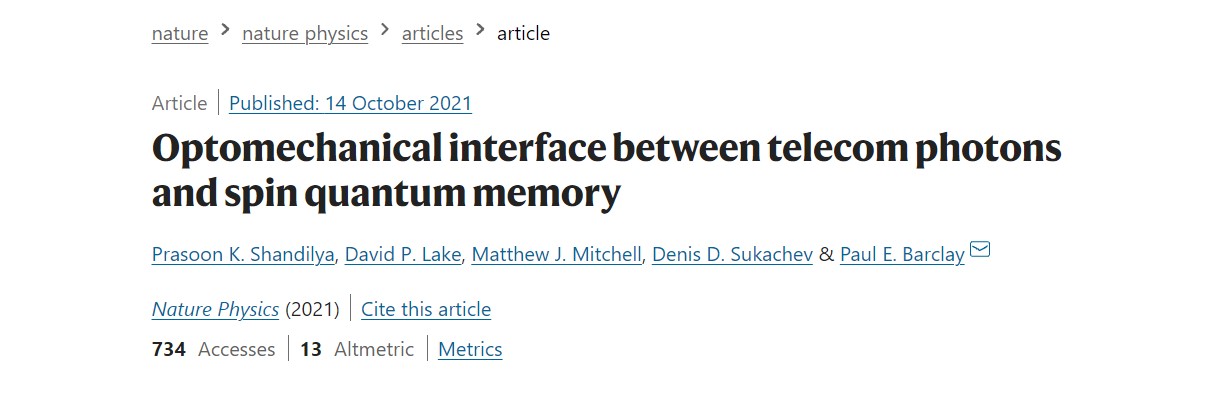 nature > nature physics > articles > article
Article | Published: 14 October 2021
Optomechanical interface between telecom photons
and spin quantum memory
Prasoon K. Shandilya, David P. Lake, Matthew J. Mitchell, Denis D. Sukachev & Paul E. Barclay
Nature Physics (2021) | Cite this article
734 Accesses | 13 Altmetric | Metrics